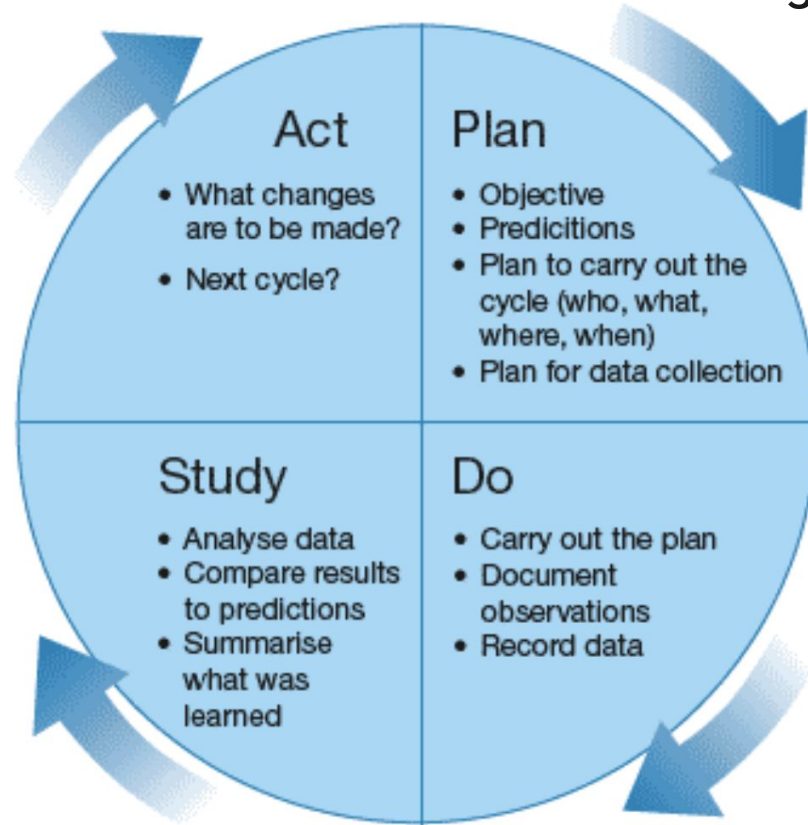 Act
• What changes
are to be made?
• Next cycle?
Plan
• Objective
• Predicitions
• Plan to carry out the
cycle (who, what,
where, when)
• Plan for data collection
Study
• Analyse data
• Compare results
to predictions
• Summarise
what was
learned
Do
• Carry out the plan
• Document
observations
• Record data